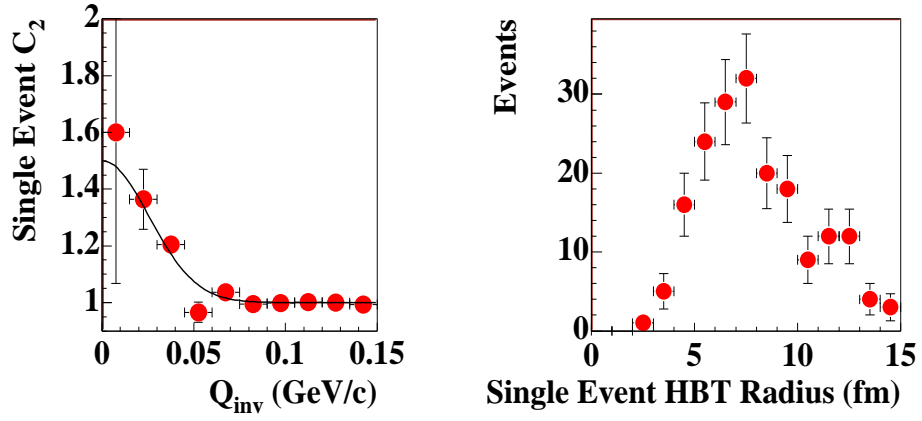 Single Event C2
2
1.8
1.6
1.4
1.2
1
0 0.05 0.1 0.15
Qinv (GeV/c)
Events
30
20
10
0
0 5 10 15
Single Event HBT Radius (fm)